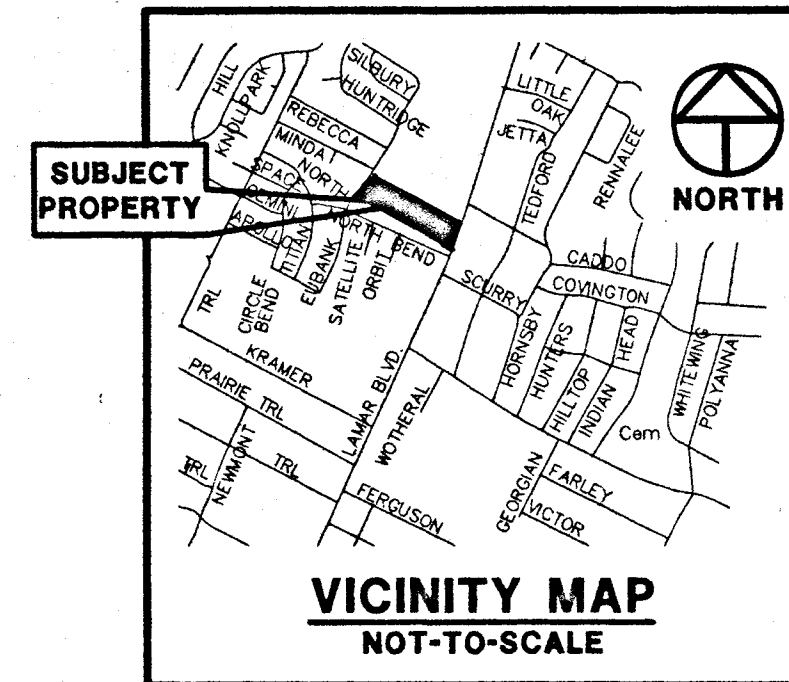 SILBURY
HUNTRIDGE
HILL
KNOLLPARK
REBECCA
MINDAT
NORTH
SPACE
GEMINI
APOLLO
TITIAN
EUBANK
SATELLITE
ORBIT
NORTH BEND
CIRCLE
BEND
TRL
KRAMER
PRAIRIE TRL
TRL
NEWMONT
TRL
LAMAR BLVD.
WOTHERAL
FERGUSON
LITTLE
OAK
JETTA
TEDFORD
RENNALEE
SCURRY
CADDO
COVINGTON
HORNSBY
HUNTERS
HEAD
HILLTOP
INDIAN
WHITEWING
POLYANNA
Cem
GEORGIAN
FARLEY
VICTOR
SUBJECT
PROPERTY
NORTH
VICINITY MAP
NOT-TO-SCALE